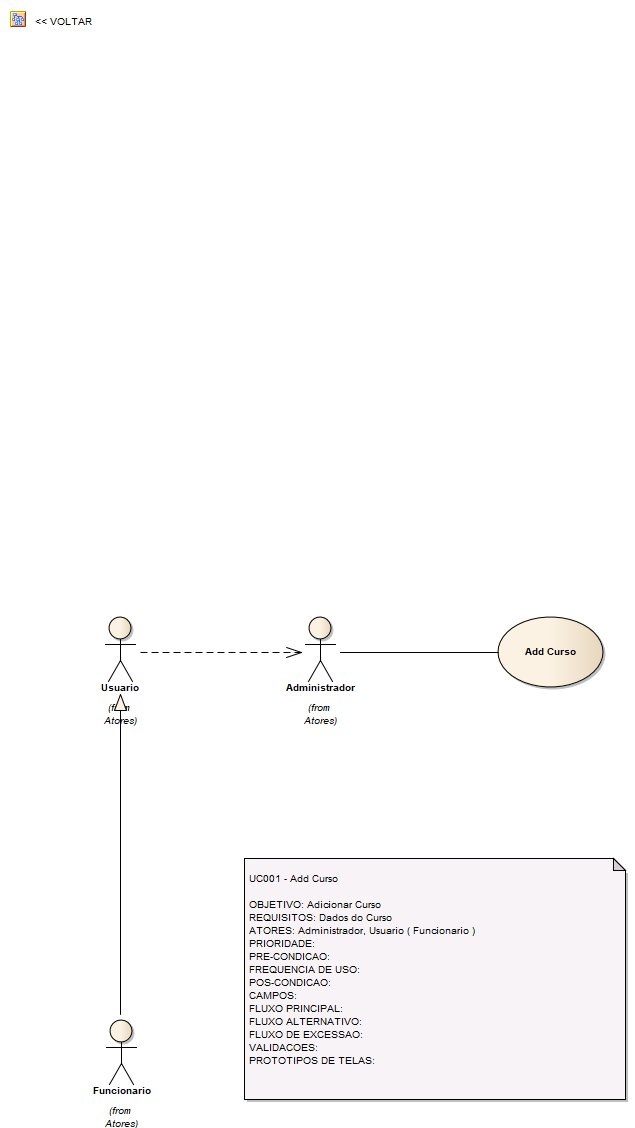 << VOLTAR
Usuario
(from
Atores)
Administrador
(from
Atores)
Add Curso
UC001 - Add Curso
OBJETIVO: Adicionar Curso
REQUISITOS: Dados do Curso
ATORES: Administrador, Usuario ( Funcionario )
PRIORIDADE:
PRE-CONDICAO:
FREQUENCIA DE USO:
POS-CONDICAO:
CAMPOS:
FLUXO PRINCIPAL:
FLUXO ALTERNATIVO:
FLUXO DE EXCESSAO:
VALIDACOES:
PROTOTIPOS DE TELAS:
Funcionario
(from
Atores)